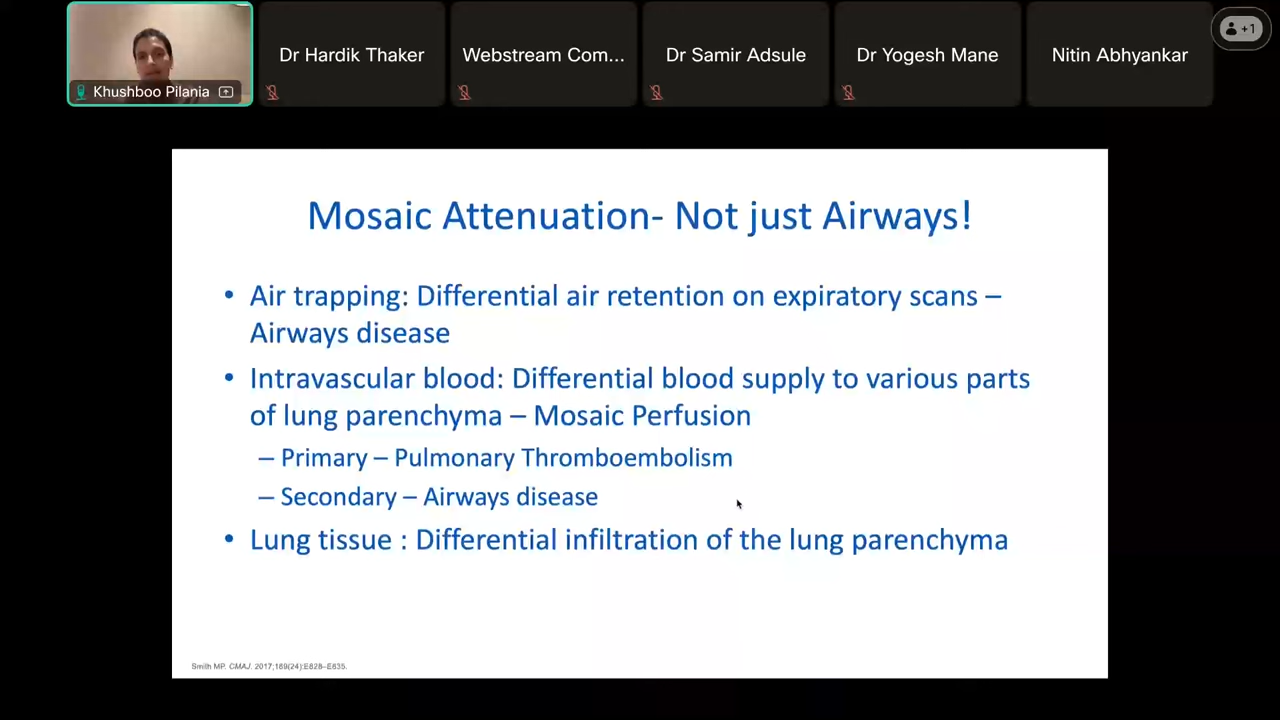 Khushboo Pilania
Dr Hardik Thaker
Webstream Com...
Dr Samir Adsule
Dr Yogesh Mane
Nitin Abhyankar
+1
Mosaic Attenuation- Not just Airways!
• Air trapping: Differential air retention on expiratory scans –
Airways disease
• Intravascular blood: Differential blood supply to various parts
of lung parenchyma – Mosaic Perfusion
– Primary – Pulmonary Thromboembolism
– Secondary – Airways disease
• Lung tissue : Differential infiltration of the lung parenchyma
Smith MP. CMAJ. 2017;189(24):E828–E835.